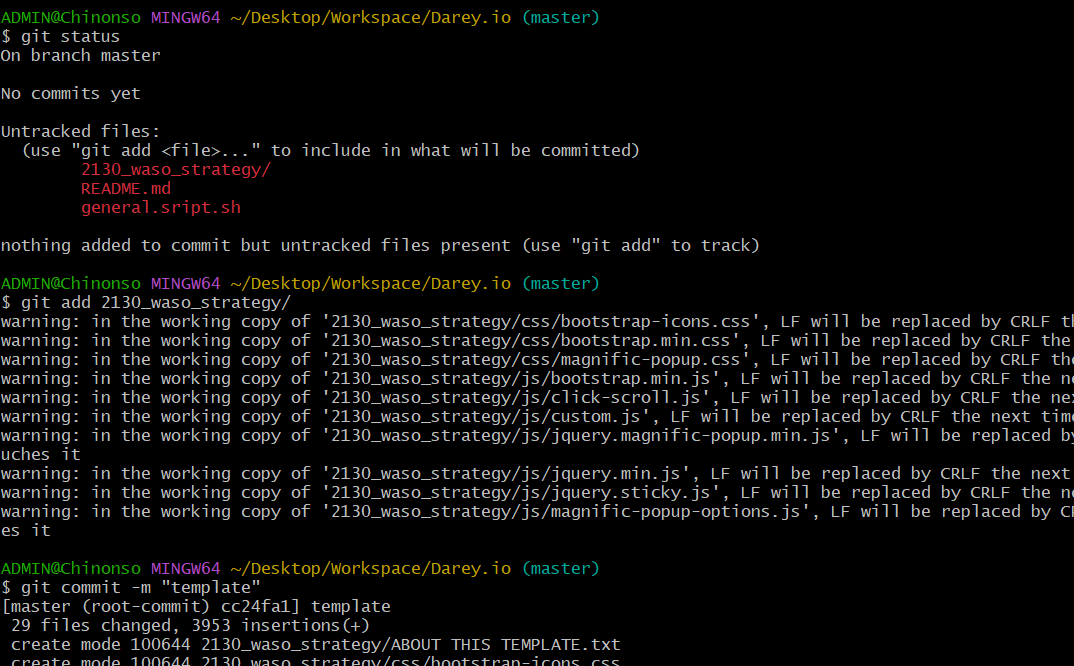 ADMIN@Chinonso MINGW64 ~/Desktop/Workspace/Darey.io (master)
$ git status
On branch master
No commits yet
Untracked files:
  (use "git add <file>..." to include in what will be committed)
        2130_waso_strategy/
        README.md
        general.sript.sh
nothing added to commit but untracked files present (use "git add" to track)
ADMIN@Chinonso MINGW64 ~/Desktop/Workspace/Darey.io (master)
$ git add 2130_waso_strategy/
warning: in the working copy of '2130_waso_strategy/css/bootstrap-icons.css', LF will be replaced by CRLF th
warning: in the working copy of '2130_waso_strategy/css/bootstrap.min.css', LF will be replaced by CRLF the
warning: in the working copy of '2130_waso_strategy/css/magnific-popup.css', LF will be replaced by CRLF the
warning: in the working copy of '2130_waso_strategy/js/bootstrap.min.js', LF will be replaced by CRLF the ne
warning: in the working copy of '2130_waso_strategy/js/click-scroll.js', LF will be replaced by CRLF the nex
warning: in the working copy of '2130_waso_strategy/js/custom.js', LF will be replaced by CRLF the next time
warning: in the working copy of '2130_waso_strategy/js/jquery.magnific-popup.min.js', LF will be replaced by
uches it
warning: in the working copy of '2130_waso_strategy/js/jquery.min.js', LF will be replaced by CRLF the next
warning: in the working copy of '2130_waso_strategy/js/jquery.sticky.js', LF will be replaced by CRLF the ne
warning: in the working copy of '2130_waso_strategy/js/magnific-popup-options.js', LF will be replaced by CR
es it
ADMIN@Chinonso MINGW64 ~/Desktop/Workspace/Darey.io (master)
$ git commit -m "template"
[master (root-commit) cc24fa1] template
 29 files changed, 3953 insertions(+)
 create mode 100644 2130_waso_strategy/ABOUT THIS TEMPLATE.txt
 create mode 100644 2130_waso_strategy/css/bootstrap-icons.css